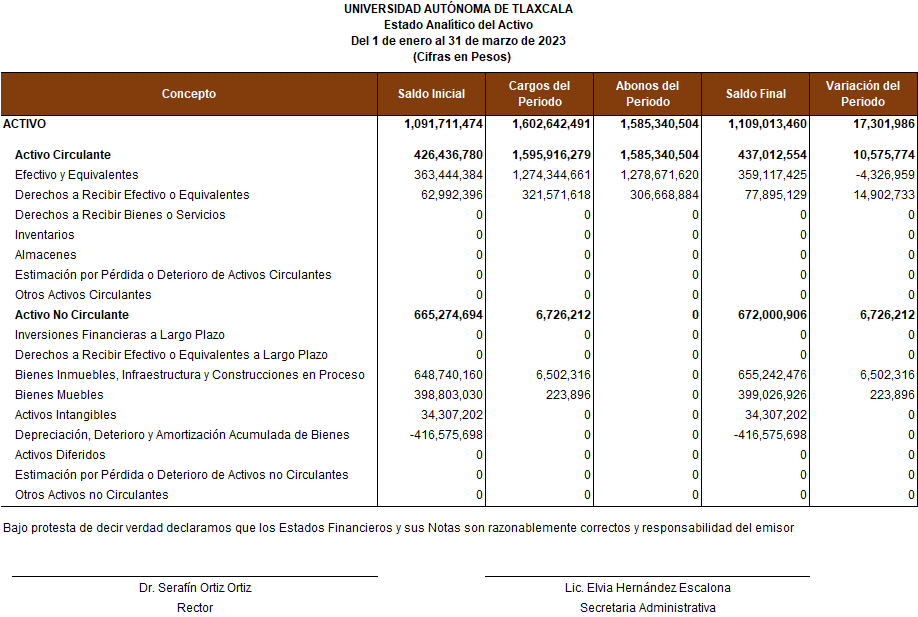 UNIVERSIDAD AUTÓNOMA DE TLAXCALA
Estado Analítico del Activo
Del 1 de enero al 31 de marzo de 2023
(Cifras en Pesos)
Concepto Saldo Inicial Cargos del Periodo Abonos del Periodo Saldo Final Variación del Periodo
ACTIVO 1,091,711,474 1,602,642,491 1,585,340,504 1,109,013,460 17,301,986
Activo Circulante 426,436,780 1,595,916,279 1,585,340,504 437,012,554 10,575,774
Efectivo y Equivalentes 363,444,384 1,274,344,661 1,278,671,620 359,117,425 -4,326,959
Derechos a Recibir Efectivo o Equivalentes 62,992,396 321,571,618 306,668,884 77,895,129 14,902,733
Derechos a Recibir Bienes o Servicios 0 0 0 0 0
Inventarios 0 0 0 0 0
Almacenes 0 0 0 0 0
Estimación por Pérdida o Deterioro de Activos Circulantes 0 0 0 0 0
Otros Activos Circulantes 0 0 0 0 0
Activo No Circulante 665,274,694 6,726,212 0 672,000,906 6,726,212
Inversiones Financieras a Largo Plazo 0 0 0 0 0
Derechos a Recibir Efectivo o Equivalentes a Largo Plazo 0 0 0 0 0
Bienes Inmuebles, Infraestructura y Construcciones en Proceso 648,740,160 6,502,316 0 655,242,476 6,502,316
Bienes Muebles 398,803,030 223,896 0 399,026,926 223,896
Activos Intangibles 34,307,202 0 0 34,307,202 0
Depreciación, Deterioro y Amortización Acumulada de Bienes -416,575,698 0 0 -416,575,698 0
Activos Diferidos 0 0 0 0 0
Estimación por Pérdida o Deterioro de Activos no Circulantes 0 0 0 0 0
Otros Activos no Circulantes 0 0 0 0 0
Bajo protesta de decir verdad declaramos que los Estados Financieros y sus Notas son razonablemente correctos y responsabilidad del emisor
Dr. Serafín Ortiz Ortiz Lic. Elvia Hernández Escalona
Rector Secretaria Administrativa